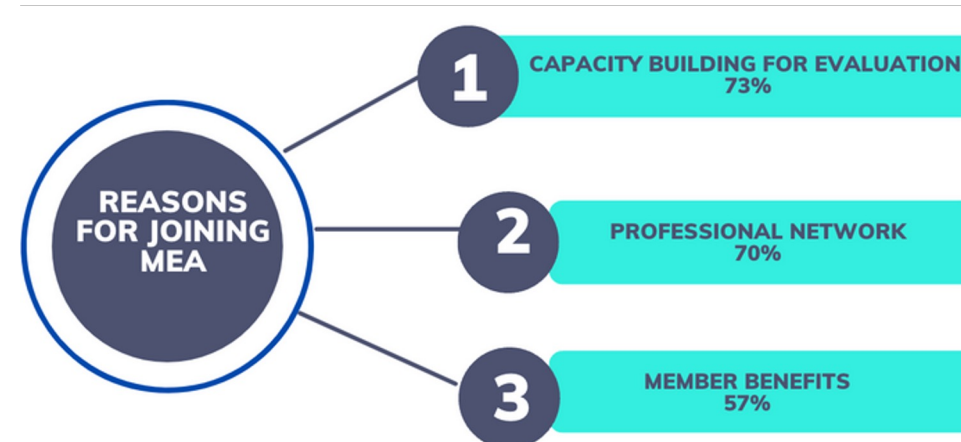 REASONS
FOR JOINING
MEA
1
CAPACITY BUILDING FOR EVALUATION
73%
2
PROFESSIONAL NETWORK
70%
3
MEMBER BENEFITS
57%